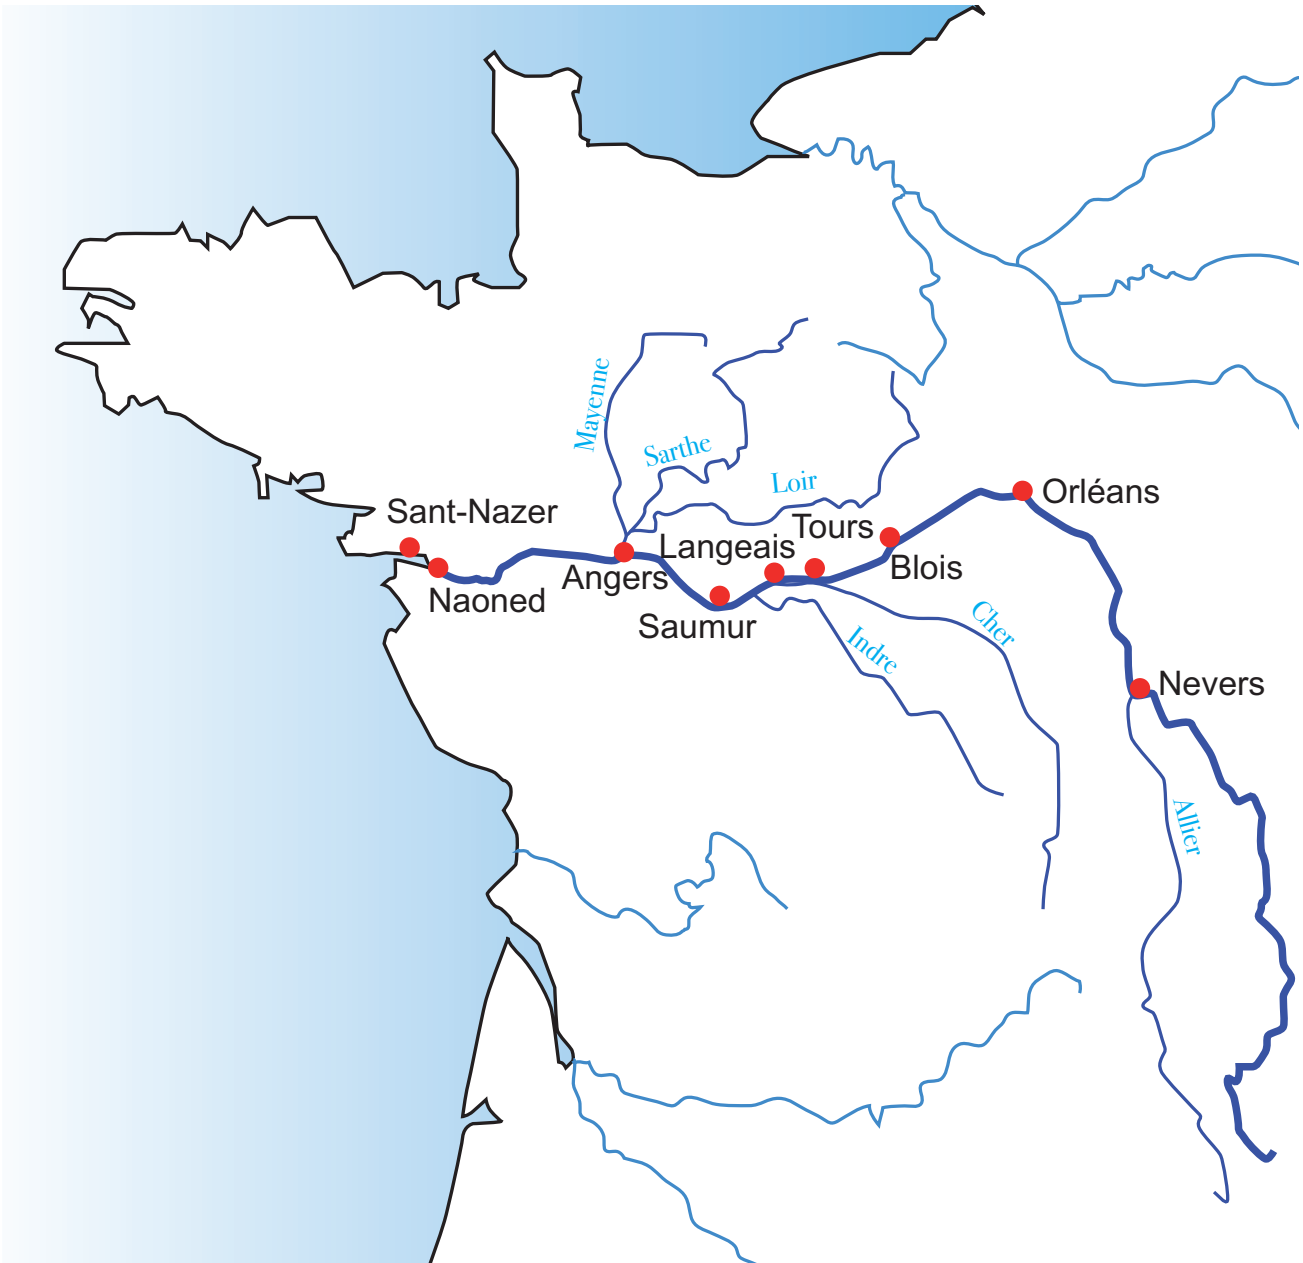 Mayenne
Sarthe
Loir
Sant-Nazer
Orléans
Tours
Langeais
Blois
Angers
Naoned
Saumur
Cher
Indre
Nevers
Allier